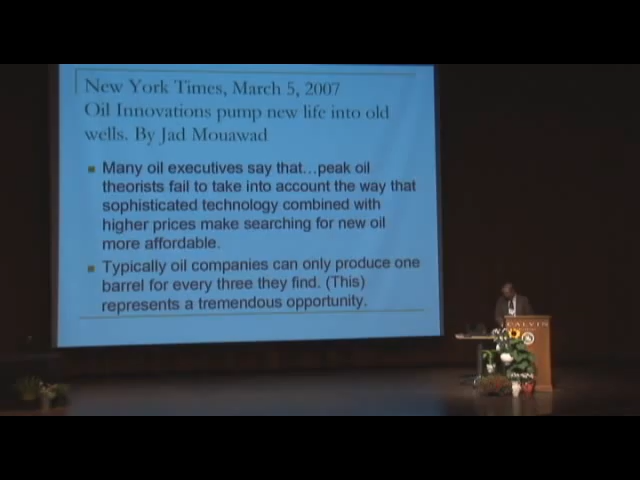 New York Times, March 5, 2007
Oil Innovations pump new life into old
wells. By Jad Mouawad
Many oil executives say that...peak oil
theorists fail to take into account the way that
sophisticated technology combined with
higher prices make searching for new oil
more affordable.
Typically oil companies can only produce one
barrel for every three they find. (This)
represents a tremendous opportunity.
CALVIN